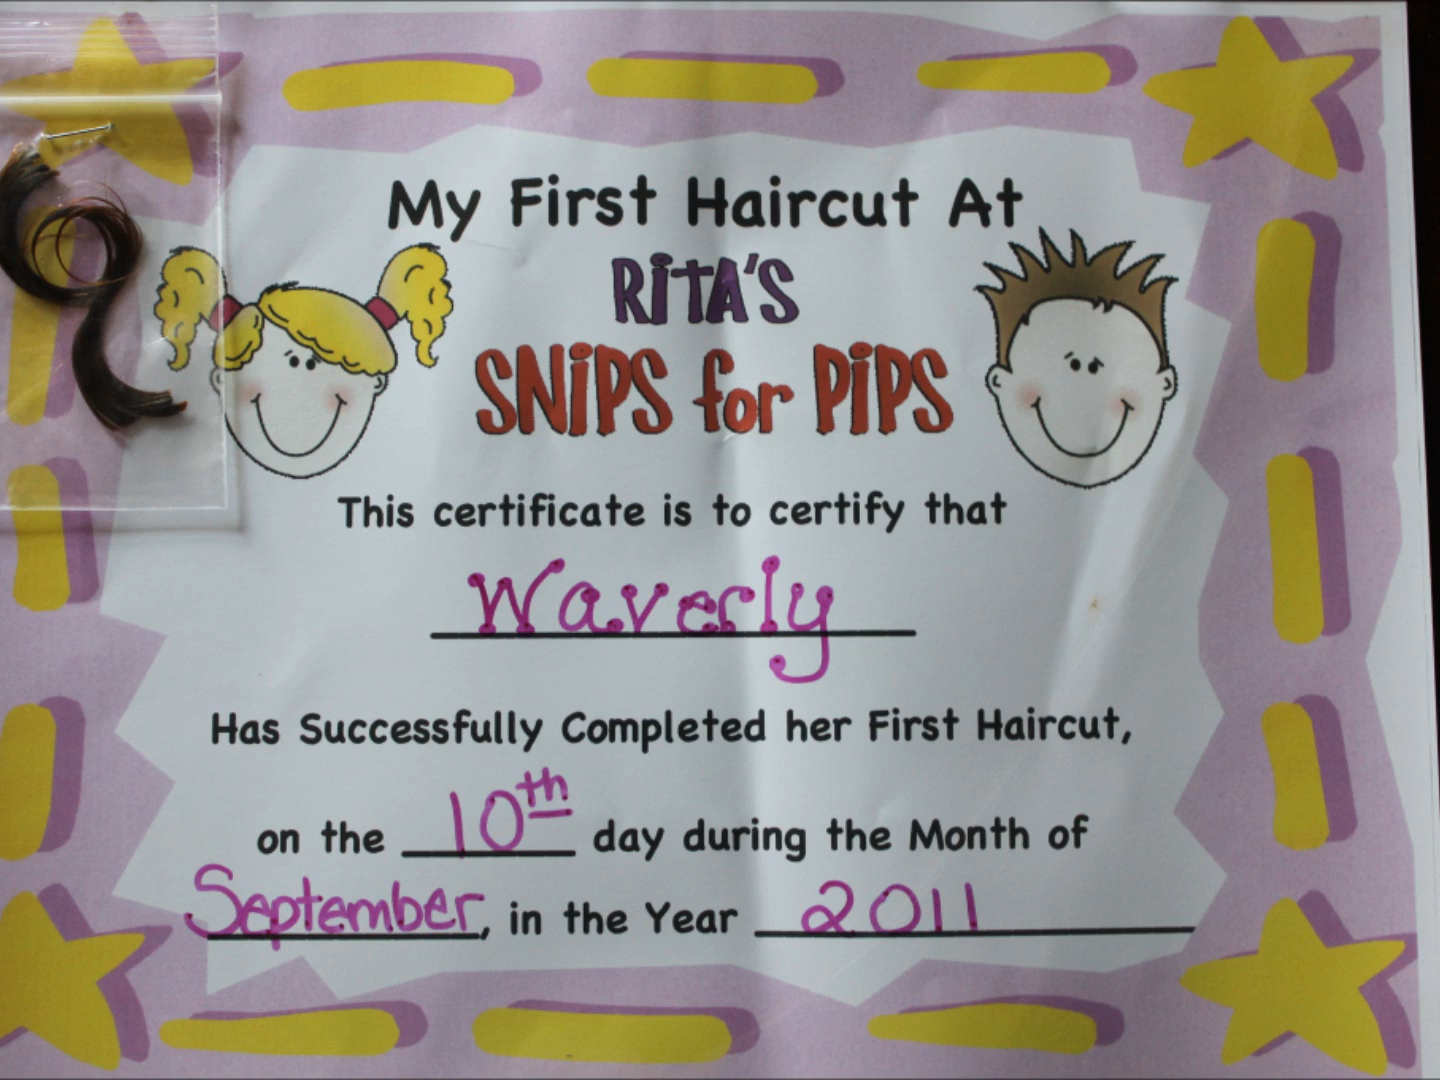 My First Haircut At
RiTA'S
SNiPS for PiPS
This certificate is to certify that
Waverly
Has Successfully Completed her First Haircut,
on the 10th day during the Month of
September, in the Year 2011